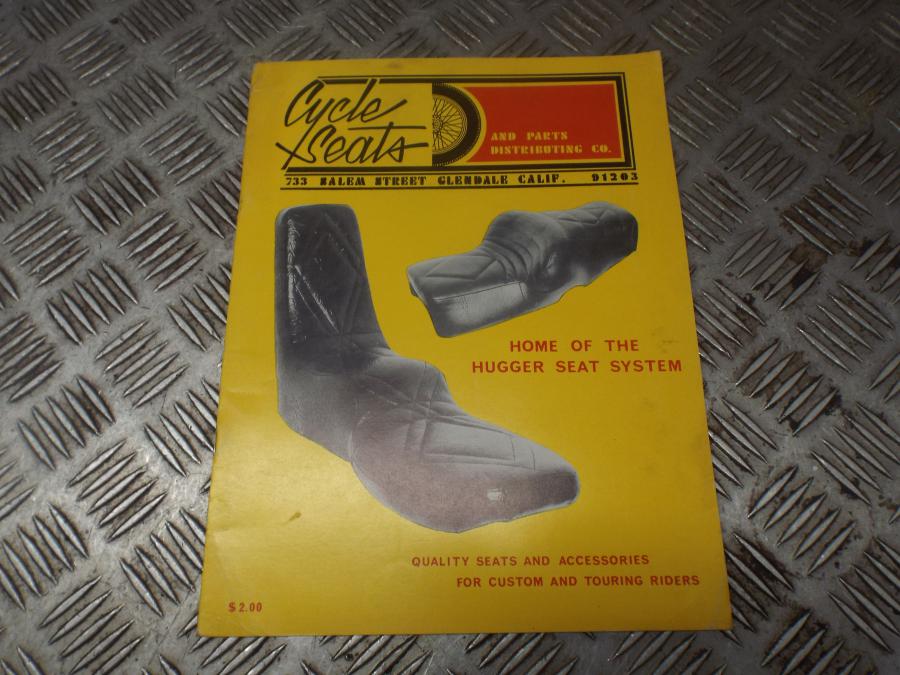 Cycle
Seats
AND PARTS
DISTRIBUTING CO.
733 SALEM STREET GLENDALE CALIF. 91203
HOME OF THE
HUGGER SEAT SYSTEM
QUALITY SEATS AND ACCESSORIES
FOR CUSTOM AND TOURING RIDERS
$2.00